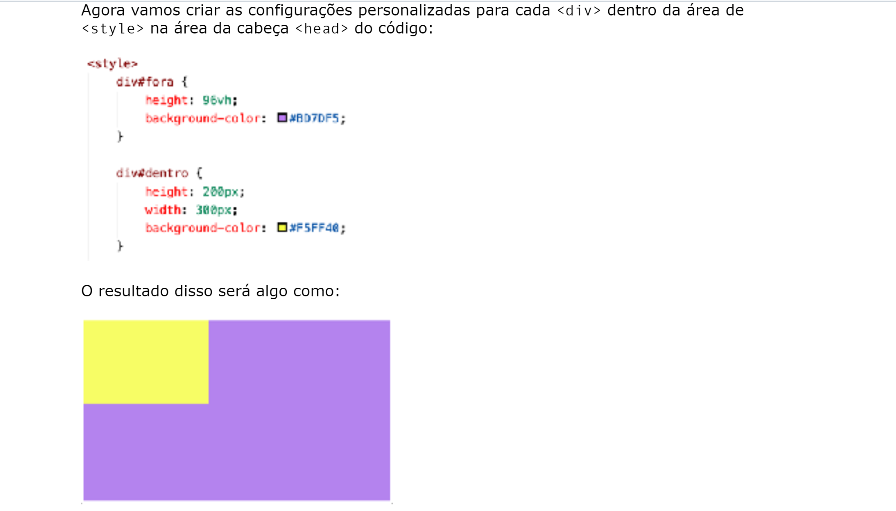 Agora vamos criar as configurações personalizadas para cada <div> dentro da área de
<style> na área da cabeça <head> do código:
<style>
div#fora {
height: 96vh;
background-color: #BD7DF5;
}
div#dentro {
height: 200px;
width: 300px;
background-color: #F5FF40;
}
O resultado disso será algo como: